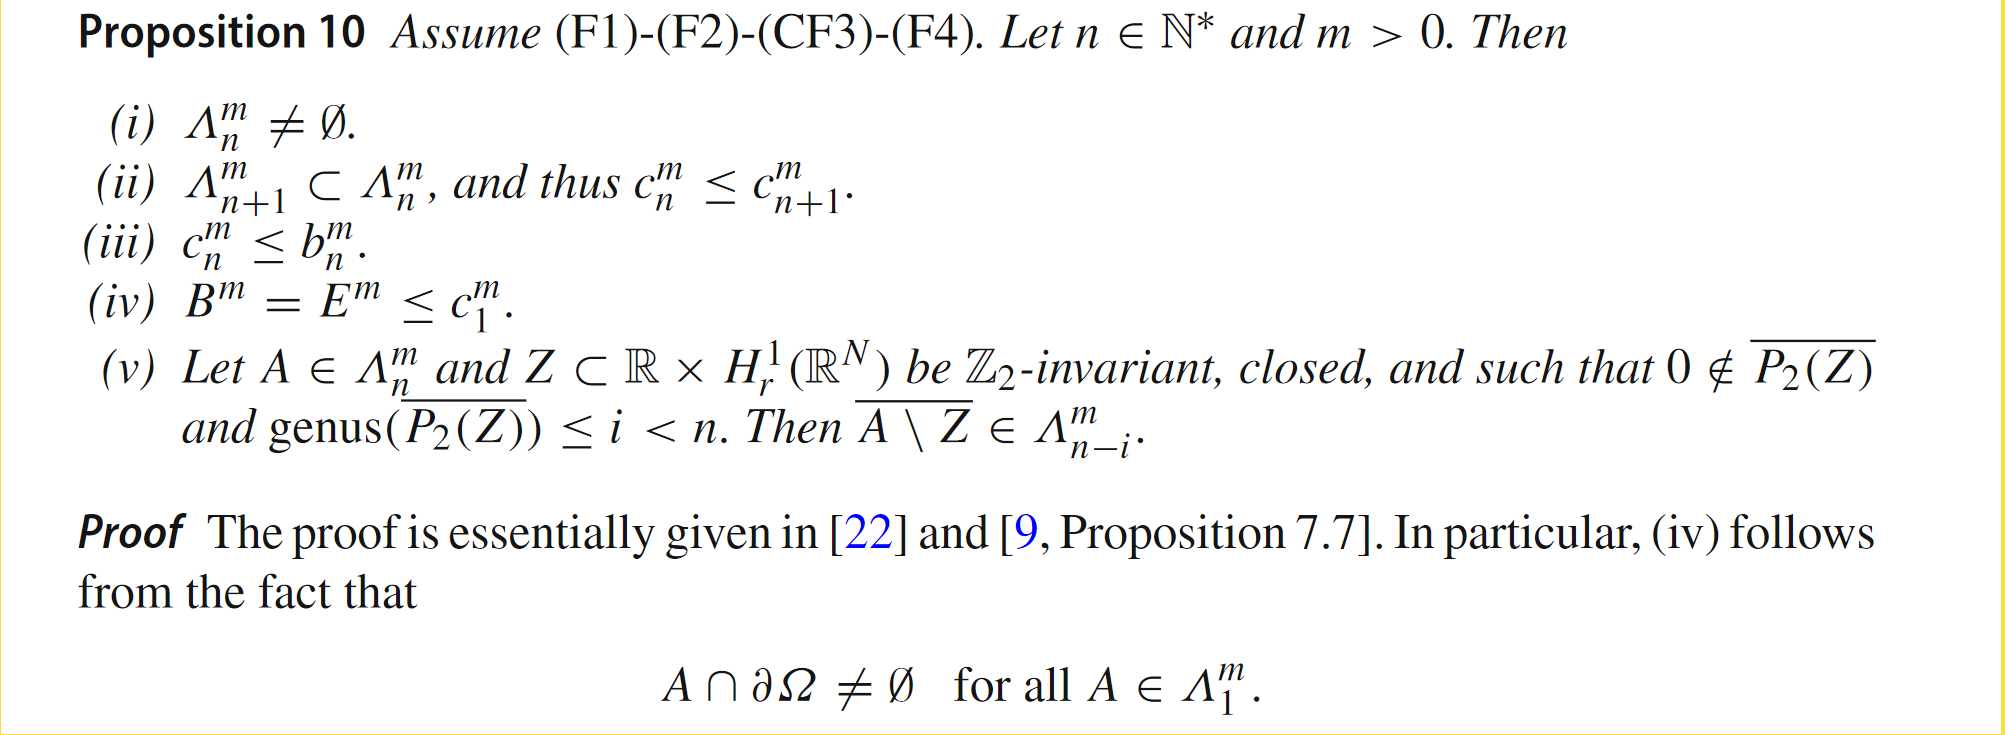 Proposition 10 Assume (F1)-(F2)-(CF3)-(F4). Let n ∈ ℕ* and m > 0. Then
(i) Λ_n^m ≠ ∅.
(ii) Λ_{n+1}^m ⊂ Λ_n^m, and thus c_n^m ≤ c_{n+1}^m.
(iii) c_n^m ≤ b_n^m.
(iv) B^m = E^m ≤ c_1^m.
(v) Let A ∈ Λ_n^m and Z ⊂ ℝ × H_r^1(ℝ^N) be ℤ_2-invariant, closed, and such that 0 ∉ \overline{P_2(Z)}
and genus(\overline{P_2(Z)}) ≤ i < n. Then \overline{A \ Z} ∈ Λ_{n−i}^m.
Proof The proof is essentially given in [22] and [9, Proposition 7.7]. In particular, (iv) follows
from the fact that
A ∩ ∂Ω ≠ ∅ for all A ∈ Λ_1^m.